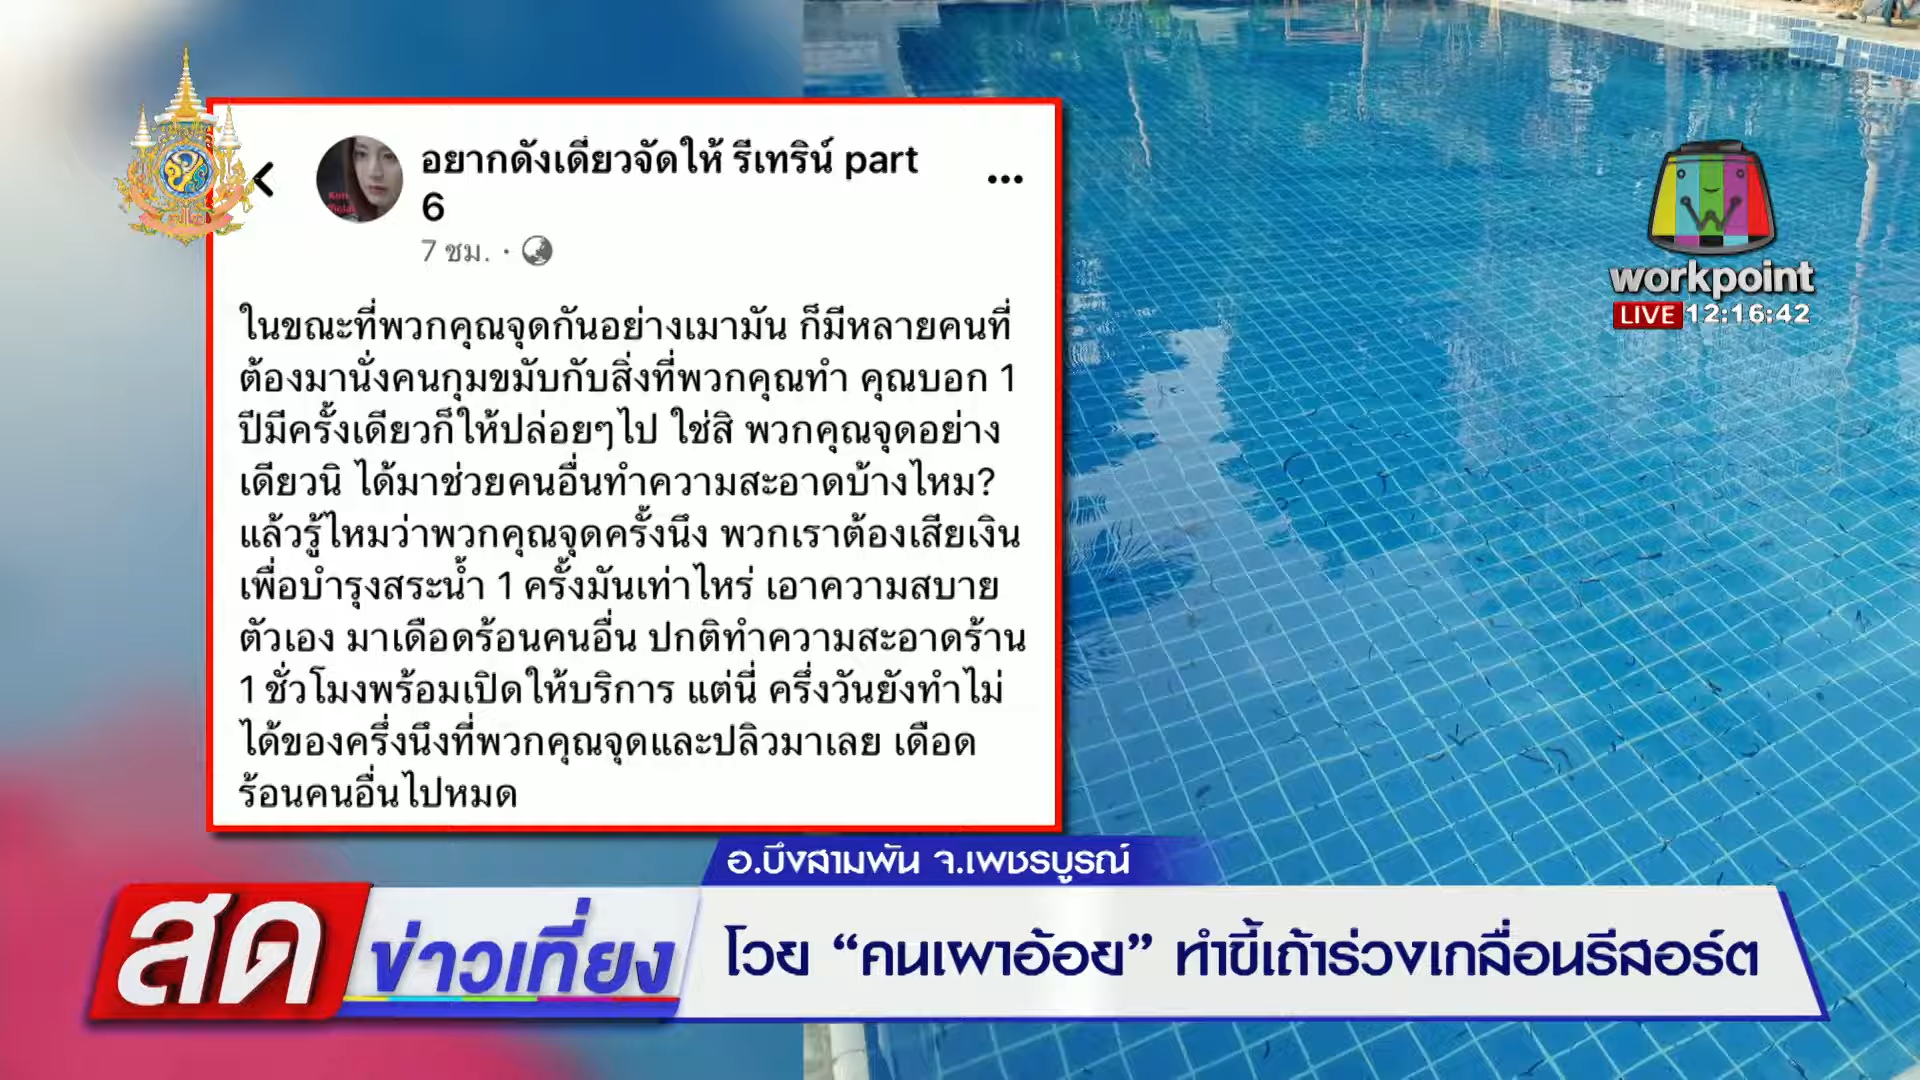 อยากดังเดี๋ยวจัดให้ รีเทริน์ part
6
7 ชม. ·
ในขณะที่พวกคุณจุดกันอย่างเมามัน ก็มีหลายคนที่
ต้องมานั่งคนกุมขมับกับสิ่งที่พวกคุณทำ คุณบอก 1
ปีมีครั้งเดียวก็ให้ปล่อยๆไป ใช่สิ พวกคุณจุดอย่าง
เดียวนิ ได้มาช่วยคนอื่นทำความสะอาดบ้างไหม?
แล้วรู้ไหมว่าพวกคุณจุดครั้งนึง พวกเราต้องเสียเงิน
เพื่อบำรุงสระน้ำ 1 ครั้งมันเท่าไหร่ เอาความสบาย
ตัวเอง มาเดือดร้อนคนอื่น ปกติทำความสะอาดร้าน
1 ชั่วโมงพร้อมเปิดให้บริการ แต่นี่ ครึ่งวันยังทำไม่
ได้ของครึ่งนึงที่พวกคุณจุดและปลิวมาเลย เดือด
ร้อนคนอื่นไปหมด
workpoint
LIVE 12:16:42
อ.บึงสามพัน จ.เพชรบูรณ์
สด ข่าวเที่ยง
โวย “คนเผาอ้อย” ทำขี้เถ้าร่วงเกลื่อนรีสอร์ต